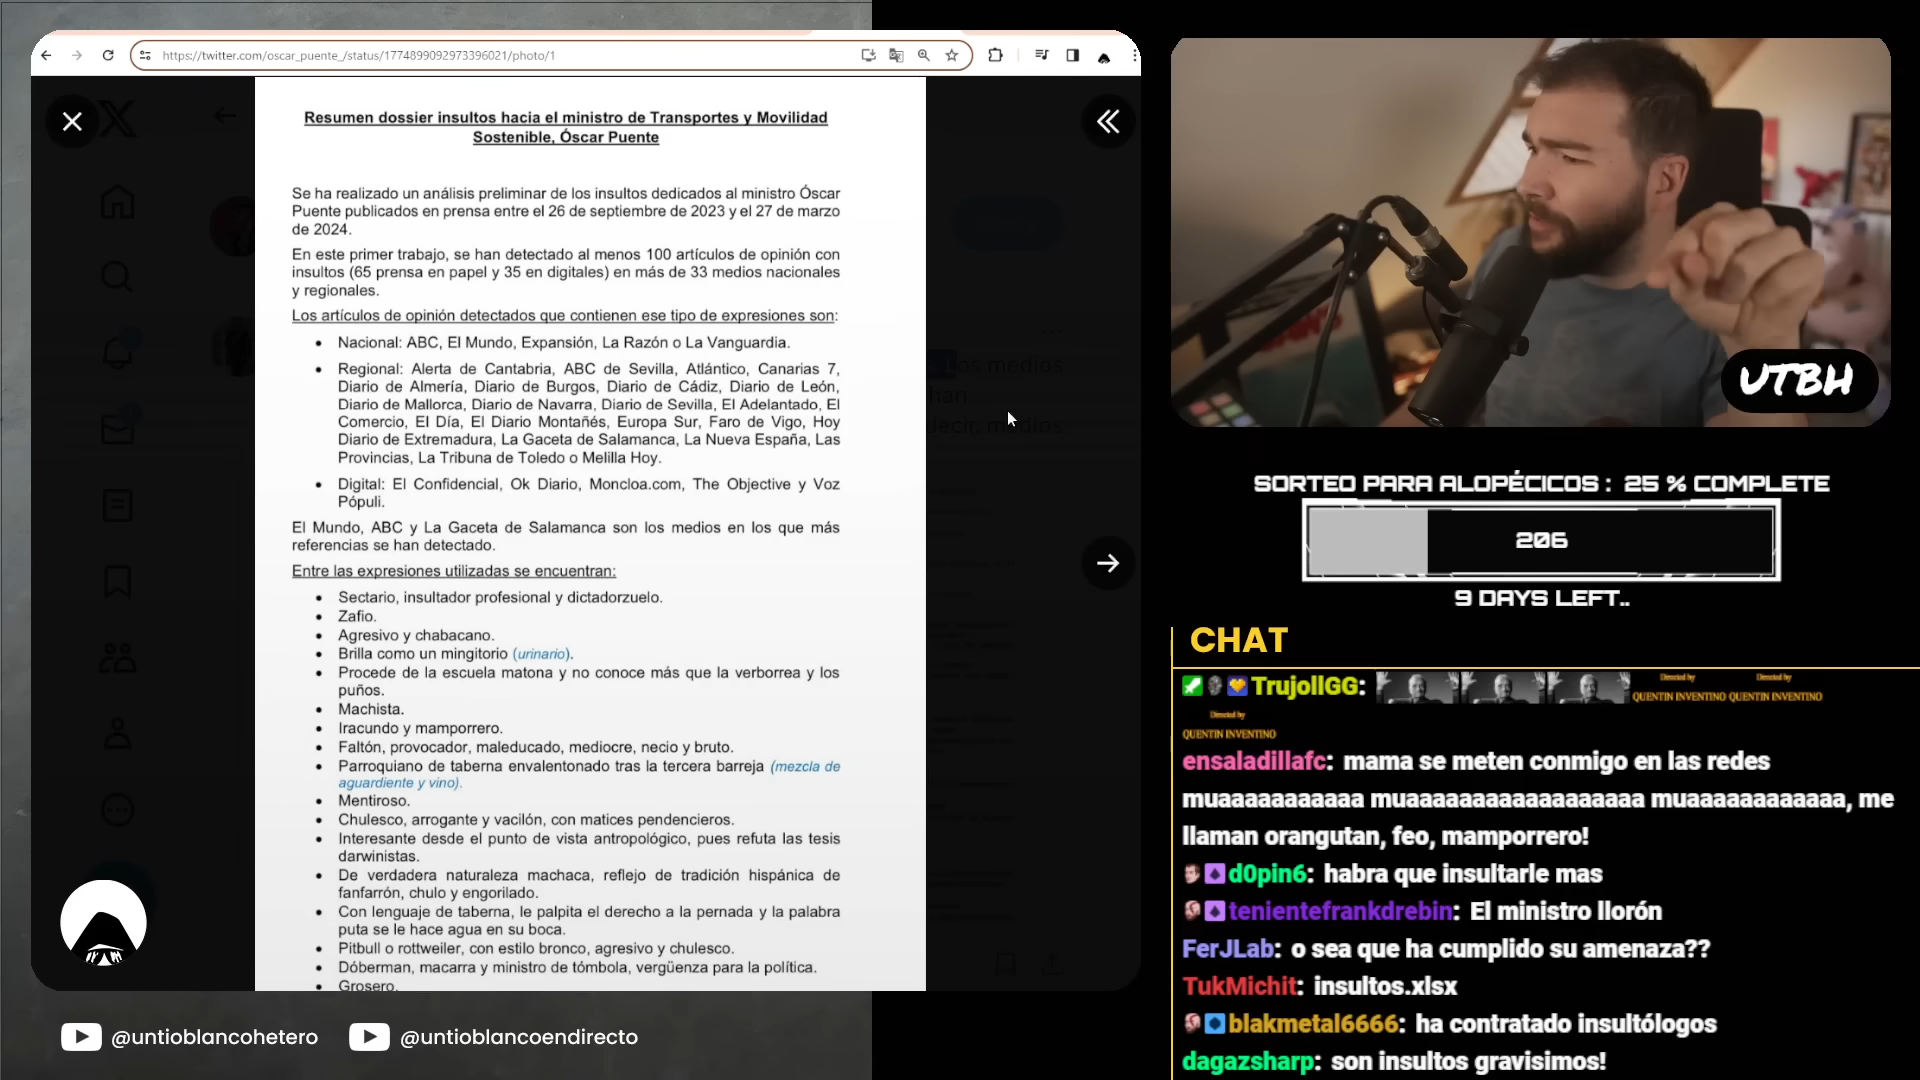 https://twitter.com/oscar_puente_/status/1774899092973396021/photo/1
Resumen dossier insultos hacia el ministro de Transportes y Movilidad
Sostenible, Óscar Puente
Se ha realizado un análisis preliminar de los insultos dedicados al ministro Óscar
Puente publicados en prensa entre el 26 de septiembre de 2023 y el 27 de marzo
de 2024.
En este primer trabajo, se han detectado al menos 100 artículos de opinión con
insultos (65 prensa en papel y 35 en digitales) en más de 33 medios nacionales
y regionales.
Los artículos de opinión detectados que contienen ese tipo de expresiones son:
• Nacional: ABC, El Mundo, Expansión, La Razón o La Vanguardia.
• Regional: Alerta de Cantabria, ABC de Sevilla, Atlántico, Canarias 7,
Diario de Almería, Diario de Burgos, Diario de Cádiz, Diario de León,
Diario de Mallorca, Diario de Navarra, Diario de Sevilla, El Adelantado, El
Comercio, El Día, El Diario Montañés, Europa Sur, Faro de Vigo, Hoy
Diario de Extremadura, La Gaceta de Salamanca, La Nueva España, Las
Provincias, La Tribuna de Toledo o Melilla Hoy.
• Digital: El Confidencial, Ok Diario, Moncloa.com, The Objective y Voz
Pópuli.
El Mundo, ABC y La Gaceta de Salamanca son los medios en los que más
referencias se han detectado.
Entre las expresiones utilizadas se encuentran:
• Sectario, insultador profesional y dictadorzuelo.
• Zafio.
• Agresivo y chabacano.
• Brilla como un mingitorio (urinario).
• Procede de la escuela matona y no conoce más que la verborrea y los
puños.
• Machista.
• Iracundo y mamporrero.
• Faltón, provocador, maleducado, mediocre, necio y bruto.
• Parroquiano de taberna envalentonado tras la tercera barreja (mezcla de
aguardiente y vino).
• Mentiroso.
• Chulesco, arrogante y vacilón, con matices pendencieros.
• Interesante desde el punto de vista antropológico, pues refuta las tesis
darwinistas.
• De verdadera naturaleza machaca, reflejo de tradición hispánica de
fanfarrón, chulo y engorilado.
• Con lenguaje de taberna, le palpita el derecho a la pernada y la palabra
puta se le hace agua en su boca.
• Pitbull o rottweiler, con estilo bronco, agresivo y chulesco.
• Dóberman, macarra y ministro de tómbola, vergüenza para la política.
• Grosero.
los medios
han
decir, medios
@untioblancohetero
@untioblancoendirecto
UTBH
SORTEO PARA ALOPÉCICOS : 25 % COMPLETE
206
9 DAYS LEFT..
CHAT
TrujollGG: Directed by QUENTIN INVENTINO Directed by QUENTIN INVENTINO
Directed by QUENTIN INVENTINO
ensaladillafc: mama se meten conmigo en las redes
muaaaaaaaaaaa muaaaaaaaaaaaaaaaaaa muaaaaaaaaaaaa, me
llaman orangutan, feo, mamporrero!
d0pin6: habra que insultarle mas
tenientefrankdrebin: El ministro llorón
FerJLab: o sea que ha cumplido su amenaza??
TukMichit: insultos.xlsx
blakmetal6666: ha contratado insultólogos
dagazsharp: son insultos gravisimos!